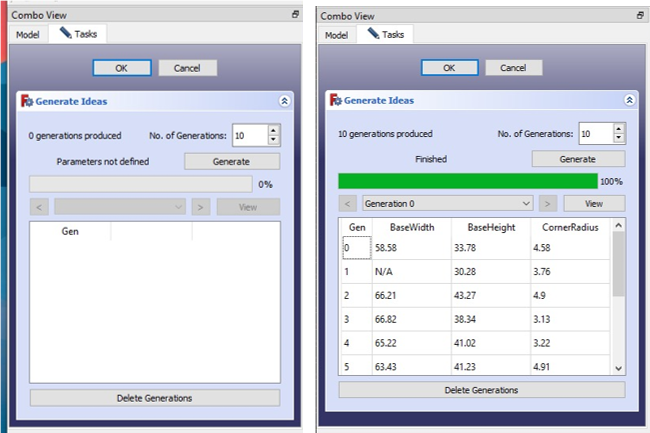 Combo View
Model Tasks
OK Cancel
Generate Ideas
0 generations produced No. of Generations: 10
Parameters not defined Generate
0%
< > View
Gen
Delete Generations
Combo View
Model Tasks
OK Cancel
Generate Ideas
10 generations produced No. of Generations: 10
Finished Generate
100%
< Generation 0 > View
Gen BaseWidth BaseHeight CornerRadius
0 58.58 33.78 4.58
1 N/A 30.28 3.76
2 66.21 43.27 4.9
3 66.82 38.34 3.13
4 65.22 41.02 3.22
5 63.43 41.23 4.91
Delete Generations